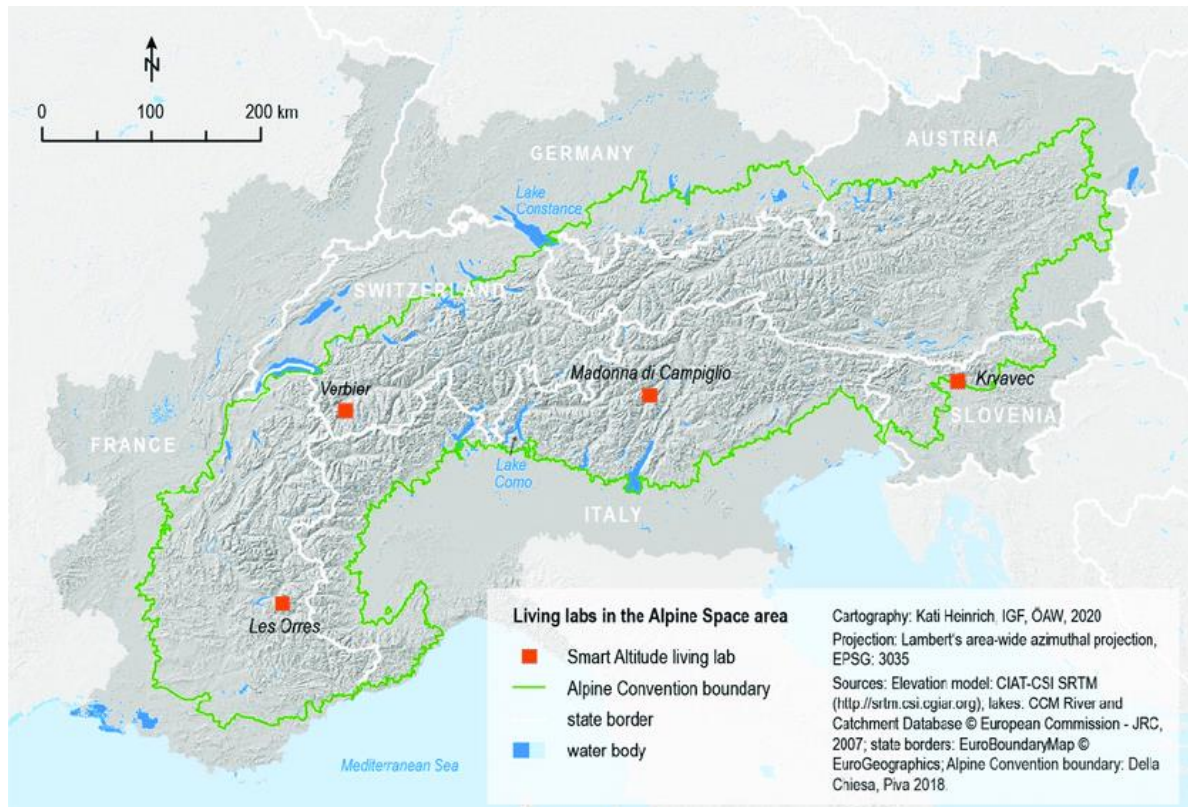 N
0 100 200 km
GERMANY
AUSTRIA
Lake
Constance
SWITZERLAND
Verbier
Madonna di Campiglio
Krvavec
SLOVENIA
FRANCE
Lake
Como
ITALY
Les Orres
Mediterranean Sea
Living labs in the Alpine Space area
Smart Altitude living lab
Alpine Convention boundary
state border
water body
Cartography: Kati Heinrich, IGF, ÖAW, 2020
Projection: Lambert's area-wide azimuthal projection,
EPSG: 3035
Sources: Elevation model: CIAT-CSI SRTM
(http://srtm.csi.cgiar.org), lakes: CCM River and
Catchment Database © European Commission - JRC,
2007; state borders: EuroBoundaryMap ©
EuroGeographics; Alpine Convention boundary: Della
Chiesa, Piva 2018.